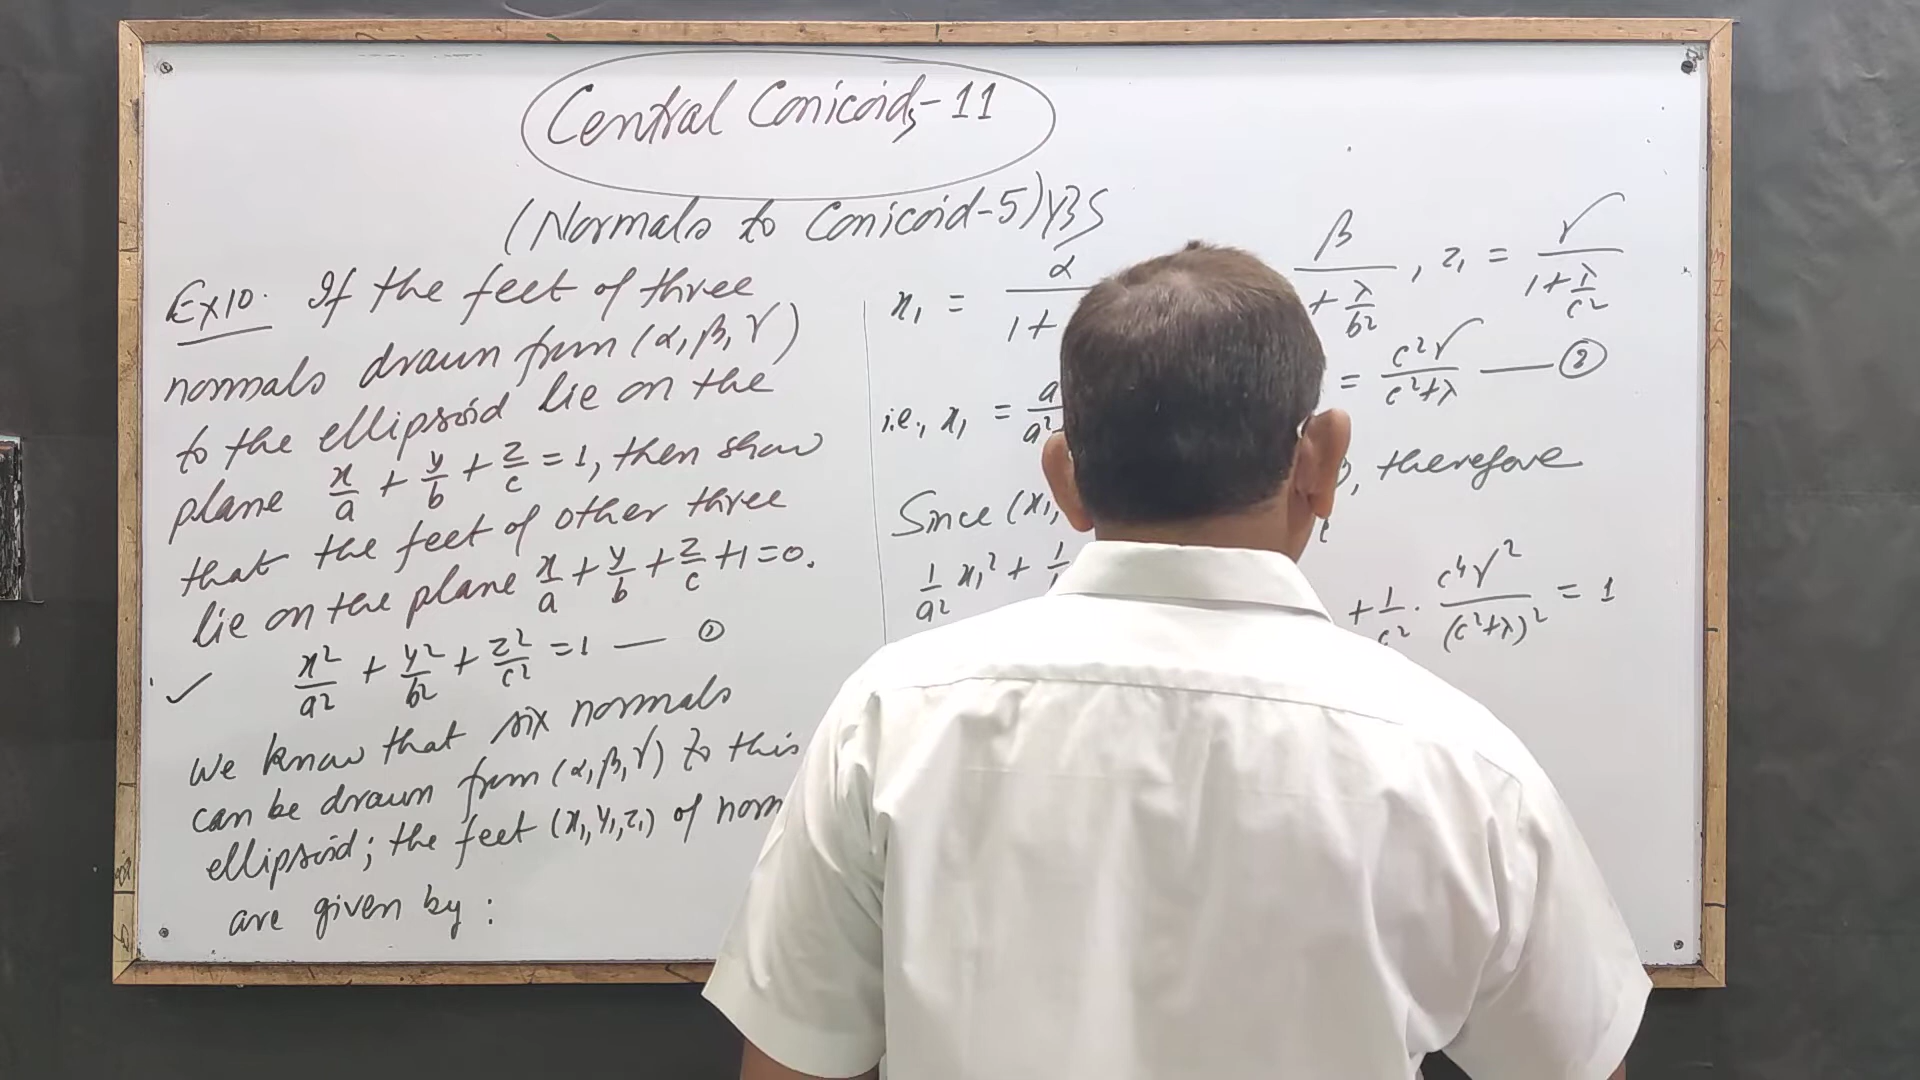 Central Conicoids-11
(Normals to Conicoid-5) YBS
Ex10. If the feet of three
normals drawn from (α, β, γ)
to the ellipsoid lie on the
plane x/a + y/b + z/c = 1, then show
that the feet of other three
lie on the plane x/a + y/b + z/c + 1 = 0.
✓ x²/a² + y²/b² + z²/c² = 1 — ①
We know that six normals
can be drawn from (α, β, γ) to this
ellipsoid; the feet (x₁, y₁, z₁) of norm
are given by :
x₁ = α / 1+ β / + λ/b² , z₁ = γ / 1 + λ/c²
i.e., x₁ = a / a² = c²γ / c²+λ —
Since (x₁, therefore
1/a² x₁² + 1/ + 1/c² · c⁴γ² / (c²+λ)² = 1